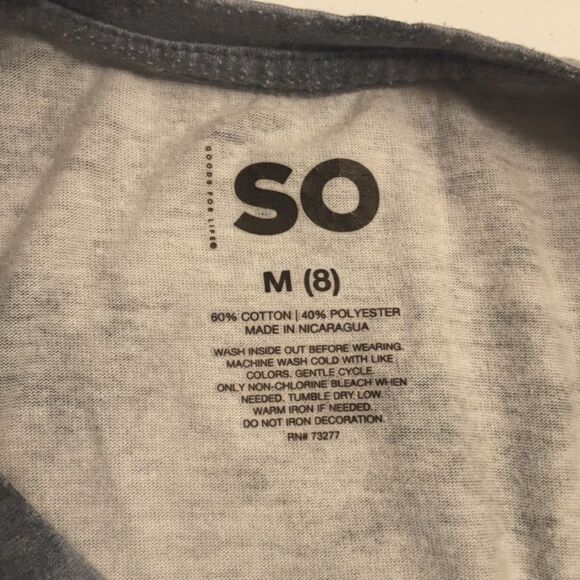 GOODS FOR LIFE®
SO
M (8)
60% COTTON | 40% POLYESTER
MADE IN NICARAGUA
WASH INSIDE OUT BEFORE WEARING.
MACHINE WASH COLD WITH LIKE
COLORS. GENTLE CYCLE.
ONLY NON-CHLORINE BLEACH WHEN
NEEDED. TUMBLE DRY, LOW.
WARM IRON IF NEEDED.
DO NOT IRON DECORATION.
RN# 73277